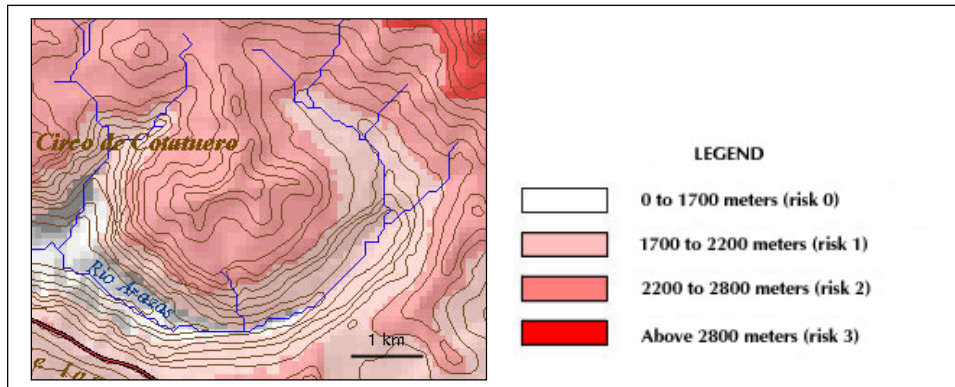 Circo de Cotatuero
Rio Arazas
1 km
LEGEND
0 to 1700 meters (risk 0)
1700 to 2200 meters (risk 1)
2200 to 2800 meters (risk 2)
Above 2800 meters (risk 3)